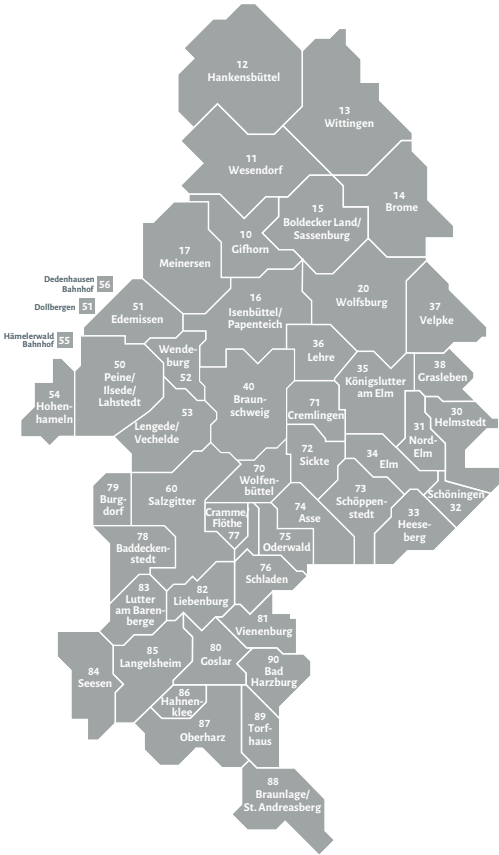 12
Hankensbüttel
13
Wittingen
11
Wesendorf
14
Brome
15
Boldecker Land/
Sassenburg
10
Gifhorn
17
Meinersen
Dedenhausen
Bahnhof
56
Dollbergen
51
51
Edemissen
16
Isenbüttel/
Papenteich
20
Wolfsburg
37
Velpke
Hämelerwald
Bahnhof
55
Wende-
burg
52
36
Lehre
50
Peine/
Ilsede/
Lahstedt
35
Königslutter
am Elm
38
Grasleben
54
Hohen-
hameln
40
Braun-
schweig
71
Cremlingen
30
Helmstedt
53
Lengede/
Vechelde
31
Nord-
Elm
72
Sickte
34
Elm
70
Wolfen-
büttel
79
Burg-
dorf
60
Salzgitter
73
Schöppen-
stedt
Schöningen
32
74
Asse
Cramme/
Flöthe
77
33
Heese-
berg
78
Baddecken-
stedt
75
Oderwald
76
Schladen
83
Lutter
am Baren-
berge
82
Liebenburg
81
Vienenburg
85
Langelsheim
80
Goslar
90
Bad
Harzburg
84
Seesen
86
Hahnen-
klee
87
Oberharz
89
Torf-
haus
88
Braunlage/
St. Andreasberg